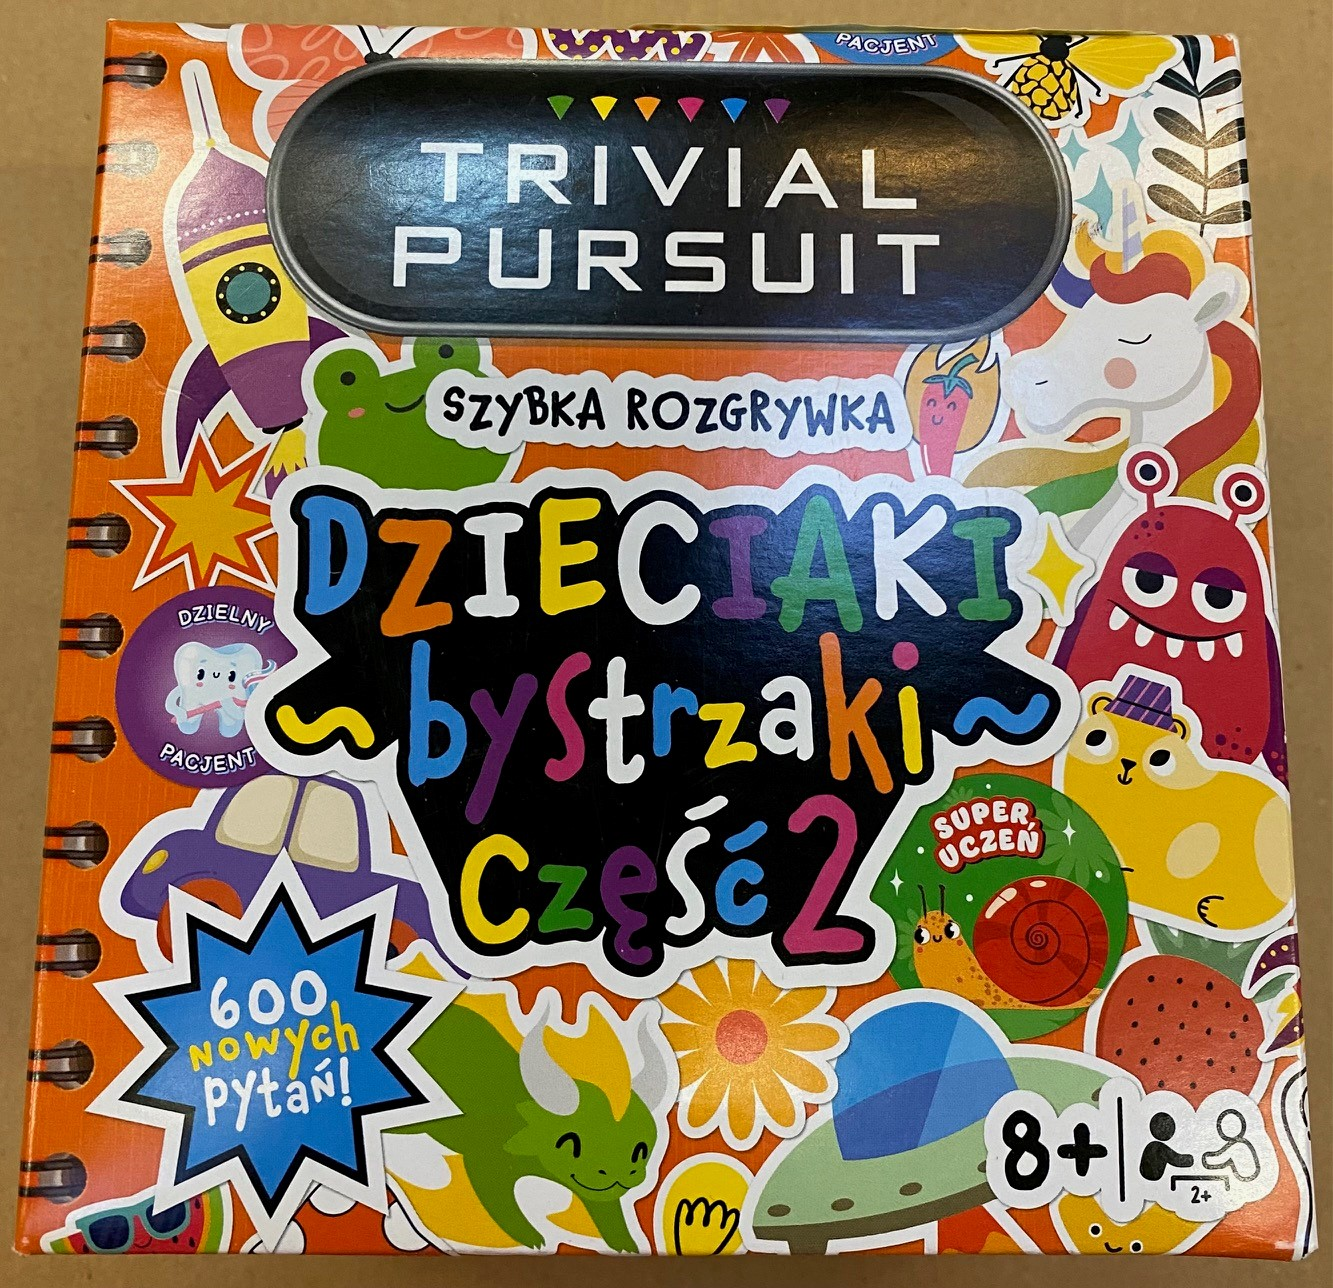 PACJENT
TRIVIAL
PURSUIT
SZYBKA ROZGRYWKA
DZIECIAKI
bystrzaki
część 2
DZIELNY
PACJENT
SUPER
UCZEŃ
600
nowych
pytań!
8+
2+